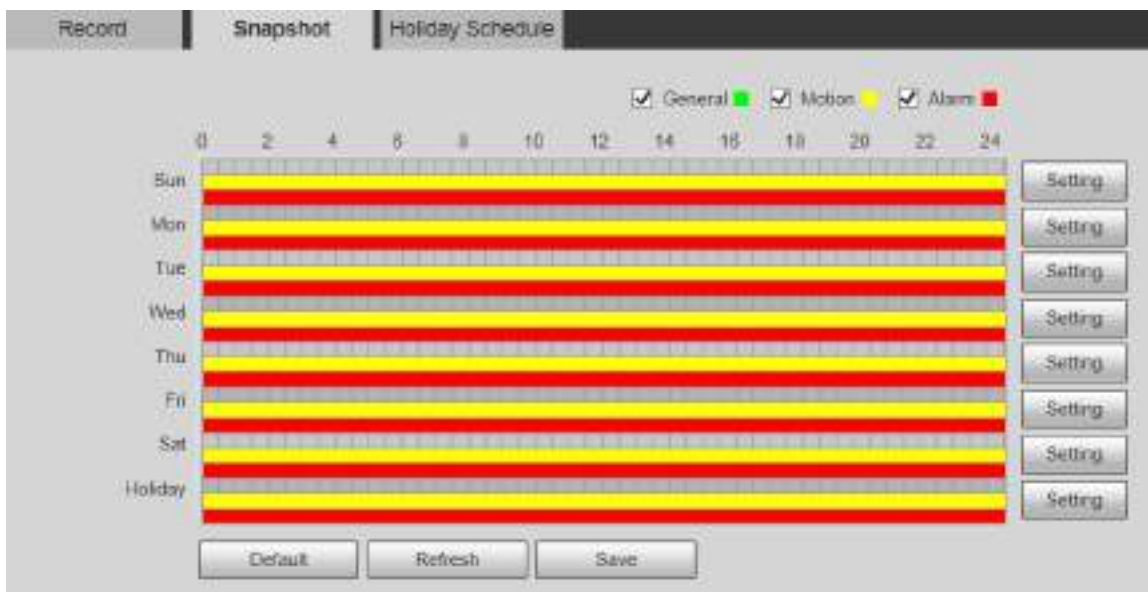 Record Snapshot Holiday Schedule
General Motion Alarm
0 2 4 6 8 10 12 14 16 18 20 22 24
Sun Setting
Mon Setting
Tue Setting
Wed Setting
Thu Setting
Fri Setting
Sat Setting
Holiday Setting
Default Refresh Save